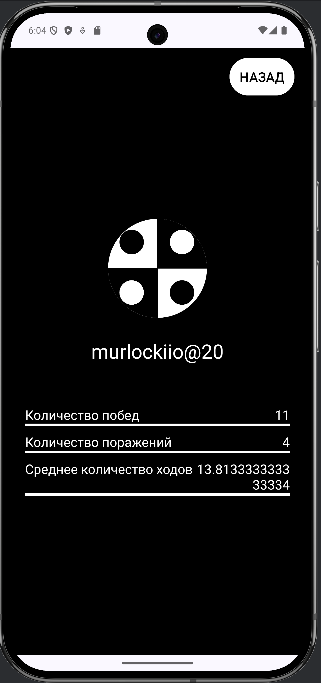 6:04
НАЗАД
murlockiio@20
Количество побед 11
Количество поражений 4
Среднее количество ходов 13.8133333333
33334